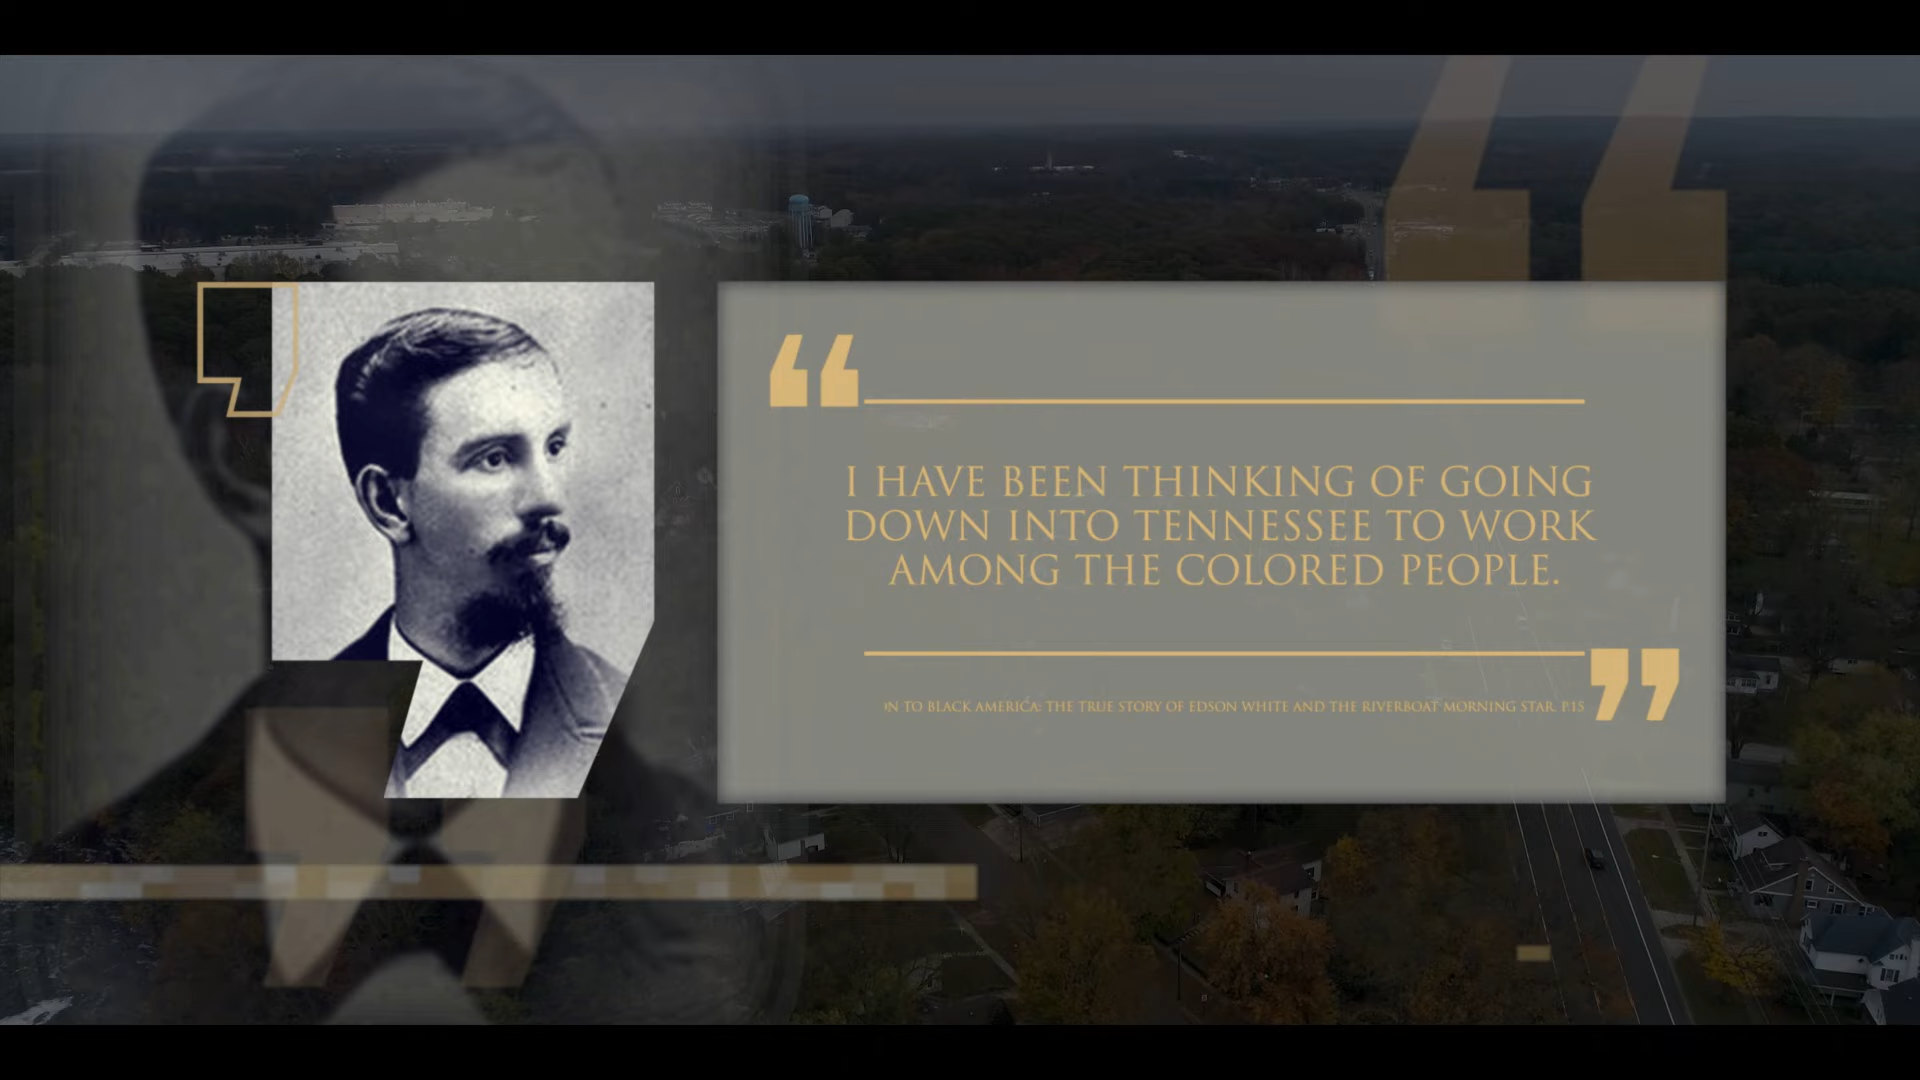 I HAVE BEEN THINKING OF GOING
DOWN INTO TENNESSEE TO WORK
AMONG THE COLORED PEOPLE.
TO BLACK AMERICA: THE TRUE STORY OF EDSON WHITE AND THE RIVERBOAT MORNING STAR, P.15